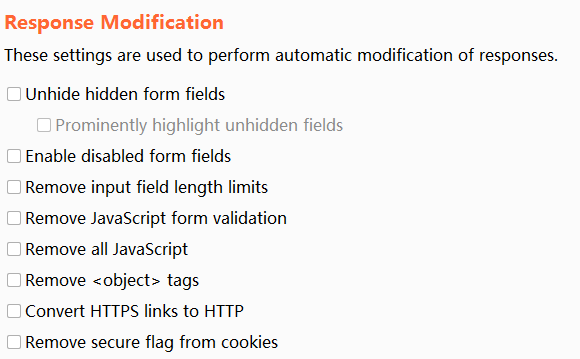 Response Modification
These settings are used to perform automatic modification of responses.
Unhide hidden form fields
Prominently highlight unhidden fields
Enable disabled form fields
Remove input field length limits
Remove JavaScript form validation
Remove all JavaScript
Remove <object> tags
Convert HTTPS links to HTTP
Remove secure flag from cookies